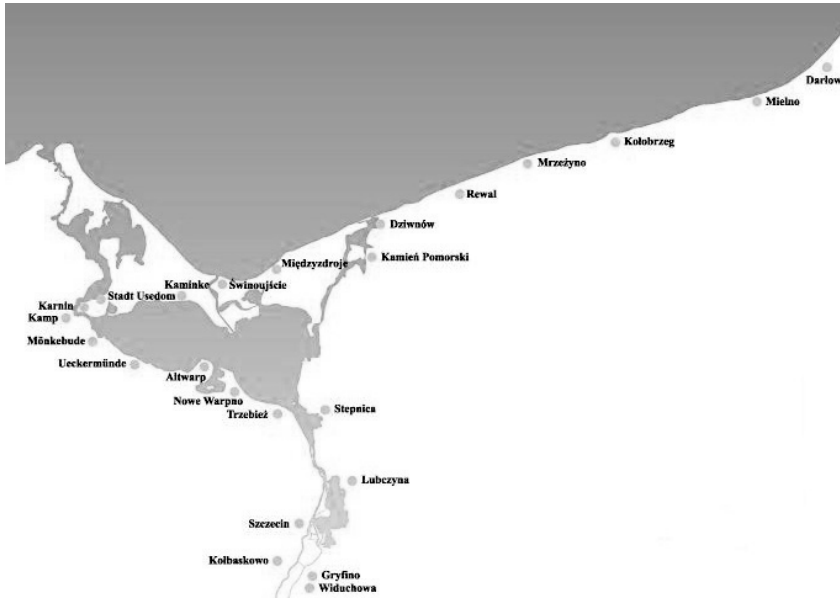 Darłow
Mielno
Kołobrzeg
Mrzeżyno
Rewal
Dziwnów
Kamień Pomorski
Międzyzdroje
Kaminke
Świnoujście
Stadt Usedom
Karnin
Kamp
Mönkebude
Ueckermünde
Altwarp
Nowe Warpno
Trzebież
Stepnica
Lubczyna
Szczecin
Kołbaskowo
Gryfino
Widuchowa